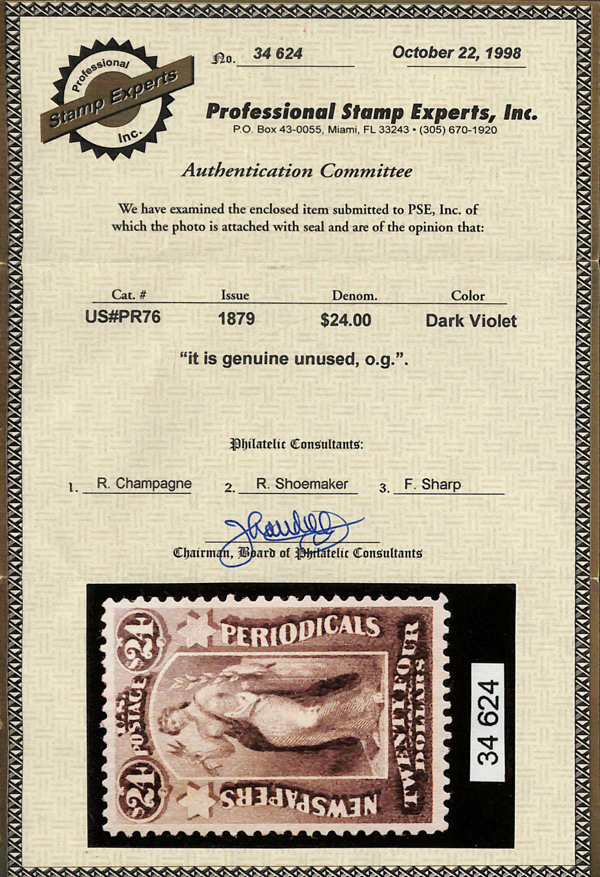 Professional
Stamp Experts
Inc.
No. 34 624
October 22, 1998
Professional Stamp Experts, Inc.
P.O. Box 43-0055, Miami, FL 33243 • (305) 670-1920
Authentication Committee
We have examined the enclosed item submitted to PSE, Inc. of
which the photo is attached with seal and are of the opinion that:
Cat. # Issue Denom. Color
US#PR76 1879 $24.00 Dark Violet
“it is genuine unused, o.g.”.
Philatelic Consultants:
1. R. Champagne 2. R. Shoemaker 3. F. Sharp
Chairman, Board of Philatelic Consultants
$24
PERIODICALS
U.S.
POSTAGE
TWENTY FOUR
DOLLARS
$24
NEWSPAPERS
34 624